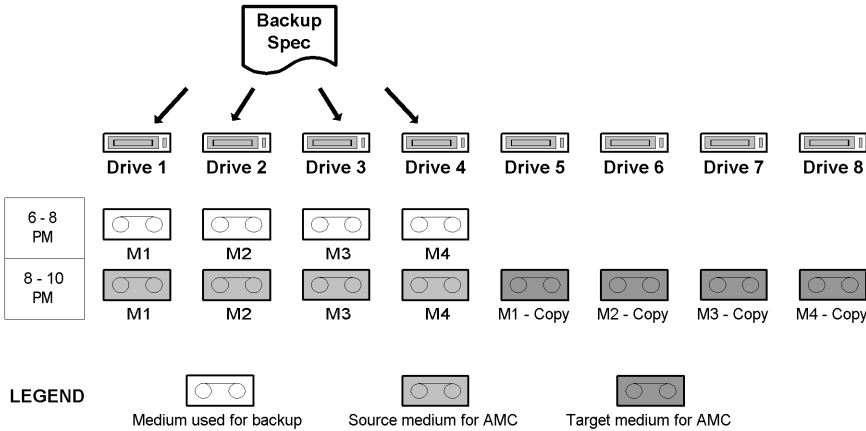 Backup
Spec
Drive 1 Drive 2 Drive 3 Drive 4 Drive 5 Drive 6 Drive 7 Drive 8
6 - 8
PM
M1 M2 M3 M4
8 - 10
PM
M1 M2 M3 M4 M1 - Copy M2 - Copy M3 - Copy M4 - Copy
LEGEND
Medium used for backup Source medium for AMC Target medium for AMC